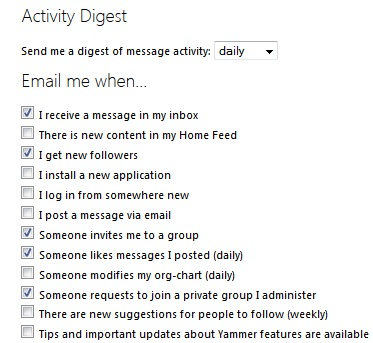 Activity Digest
Send me a digest of message activity: daily
Email me when...
I receive a message in my inbox
There is new content in my Home Feed
I get new followers
I install a new application
I log in from somewhere new
I post a message via email
Someone invites me to a group
Someone likes messages I posted (daily)
Someone modifies my org-chart (daily)
Someone requests to join a private group I administer
There are new suggestions for people to follow (weekly)
Tips and important updates about Yammer features are available